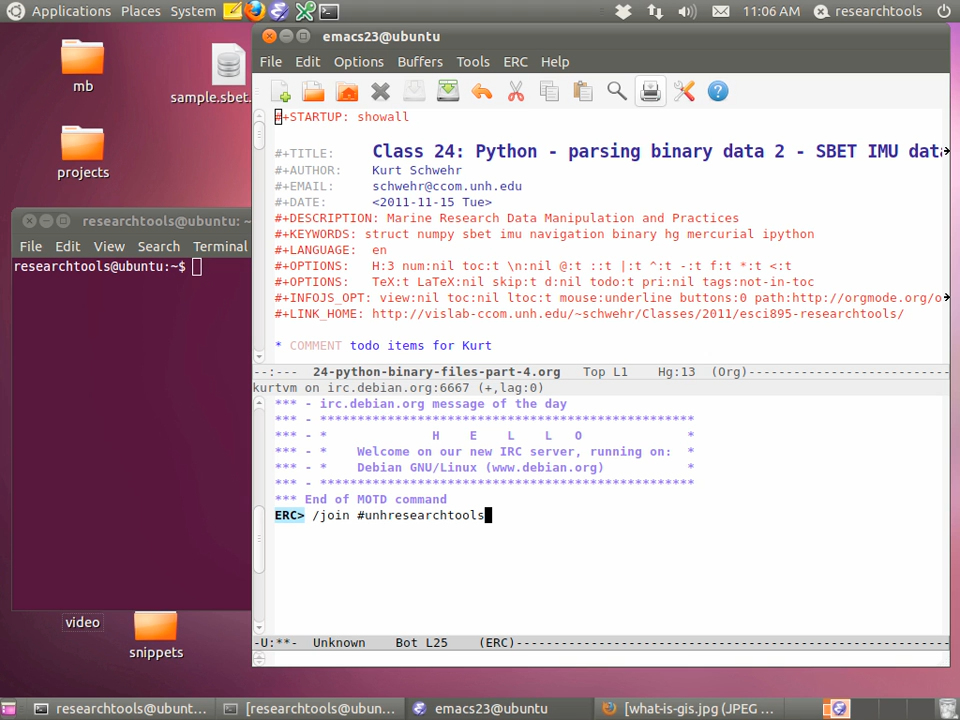 Applications Places System 11:06 AM researchtools
mb
sample.sbet.
projects
researchtools@ubuntu: ~
File Edit View Search Terminal
researchtools@ubuntu:~$
video
snippets
emacs23@ubuntu
File Edit Options Buffers Tools ERC Help
#+STARTUP: showall
#+TITLE: Class 24: Python - parsing binary data 2 - SBET IMU data
#+AUTHOR: Kurt Schwehr
#+EMAIL: schwehr@ccom.unh.edu
#+DATE: <2011-11-15 Tue>
#+DESCRIPTION: Marine Research Data Manipulation and Practices
#+KEYWORDS: struct numpy sbet imu navigation binary hg mercurial ipython
#+LANGUAGE: en
#+OPTIONS: H:3 num:nil toc:t \n:nil @:t ::t |:t ^:t -:t f:t *:t <:t
#+OPTIONS: TeX:t LaTeX:nil skip:t d:nil todo:t pri:nil tags:not-in-toc
#+INFOJS_OPT: view:nil toc:nil ltoc:t mouse:underline buttons:0 path:http://orgmode.org/o
#+LINK_HOME: http://vislab-ccom.unh.edu/~schwehr/Classes/2011/esci895-researchtools/
* COMMENT todo items for Kurt
--:--- 24-python-binary-files-part-4.org Top L1 Hg:13 (Org)-----------------------------
kurtvm on irc.debian.org:6667 (+,lag:0)
*** - irc.debian.org message of the day
*** - **************************************************
*** - * H E L L O *
*** - * Welcome on our new IRC server, running on: *
*** - * Debian GNU/Linux (www.debian.org) *
*** - **************************************************
*** End of MOTD command
ERC> /join #unhresearchtools
-U:**- Unknown Bot L25 (ERC)----------------------------------------------------------
researchtools@ubunt... [researchtools@ubun... emacs23@ubuntu [what-is-gis.jpg (JPEG ...